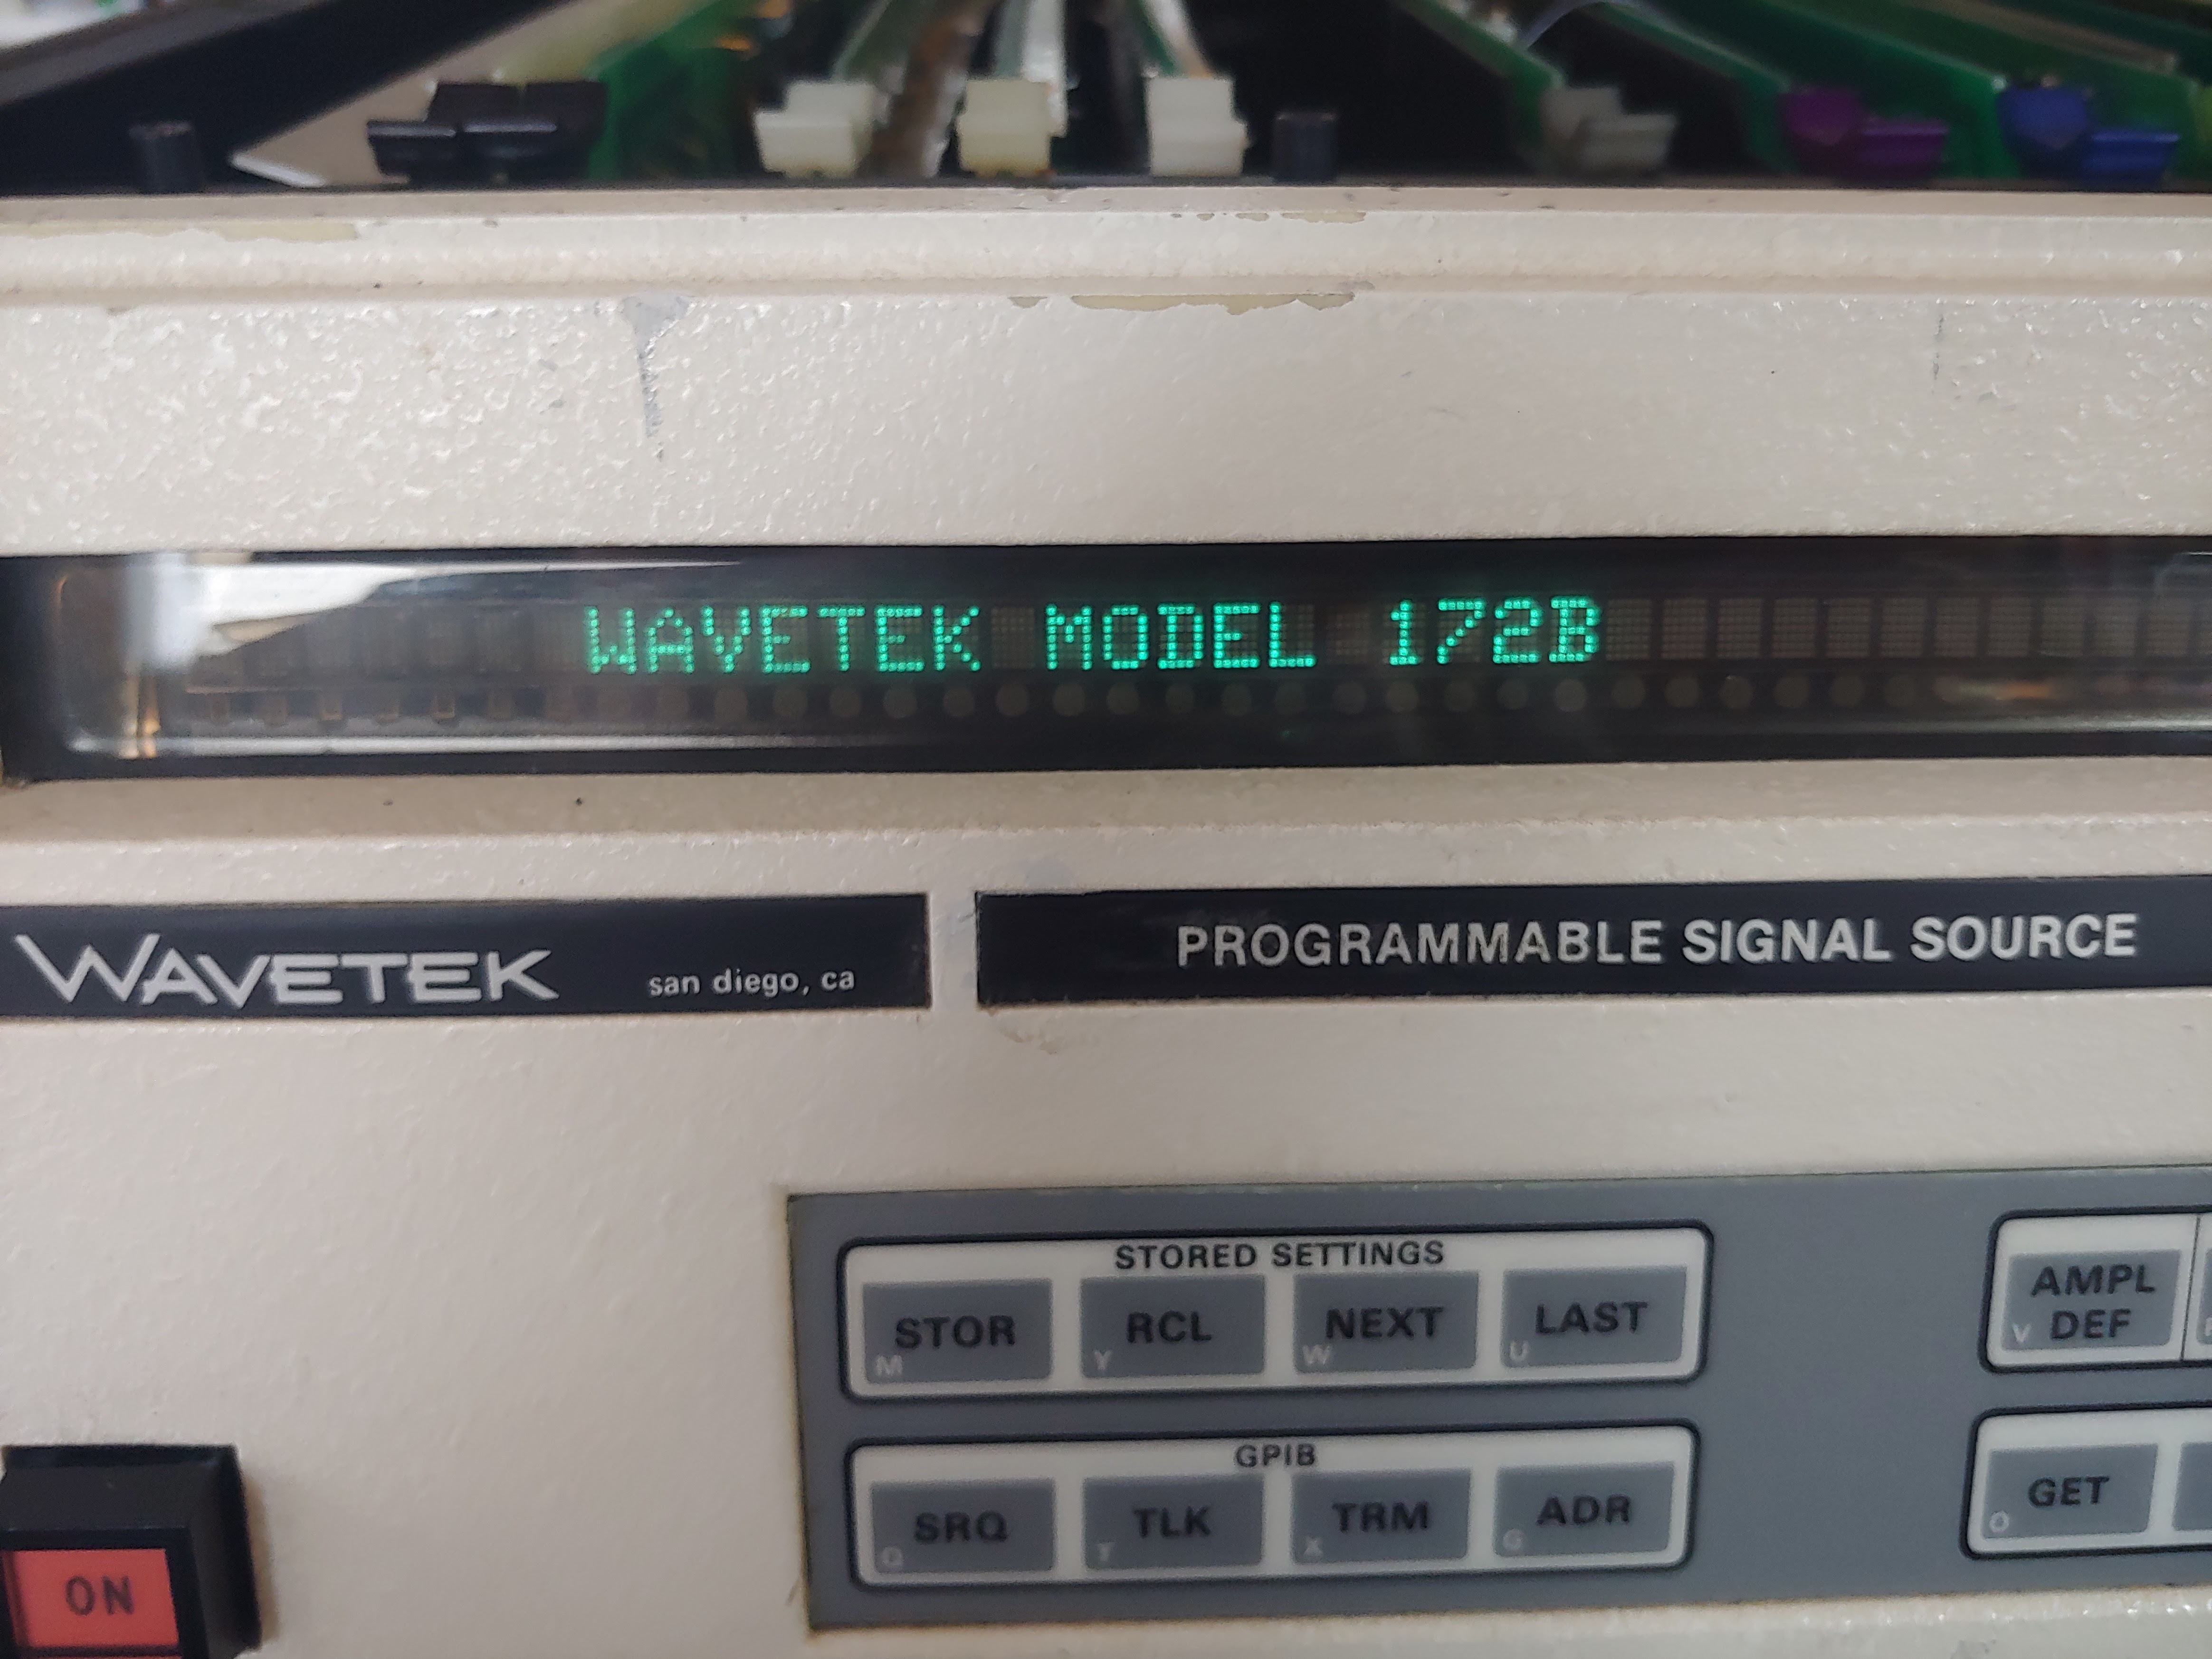 WAVETEK MODEL 172B
WAVETEK san diego, ca
PROGRAMMABLE SIGNAL SOURCE
STORED SETTINGS
STOR RCL NEXT LAST
M Y W U
AMPL
DEF
V
GPIB
SRQ TLK TRM ADR
Q T X G
GET
O
ON